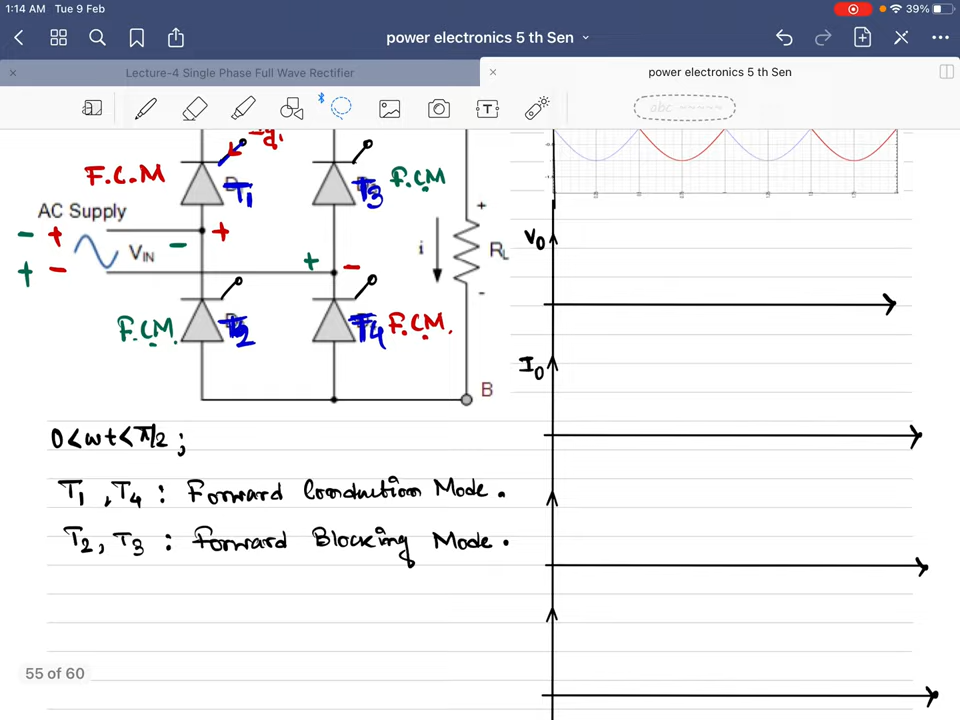 1:14 AM Tue 9 Feb
39%
power electronics 5 th Sen
Lecture-4 Single Phase Full Wave Rectifier
power electronics 5 th Sen
abc
T
F.C.M
T1
T3
F.C.M
AC Supply
- +
+ -
VIN
-
+
+
-
i
+
RL
-
F.C.M.
T2
T4
F.C.M.
B
V0
I0
0<wt<π/2 ;
T1 , T4 : Forward Conduction Mode .
T2 , T3 : Forward Blocking Mode .
55 of 60